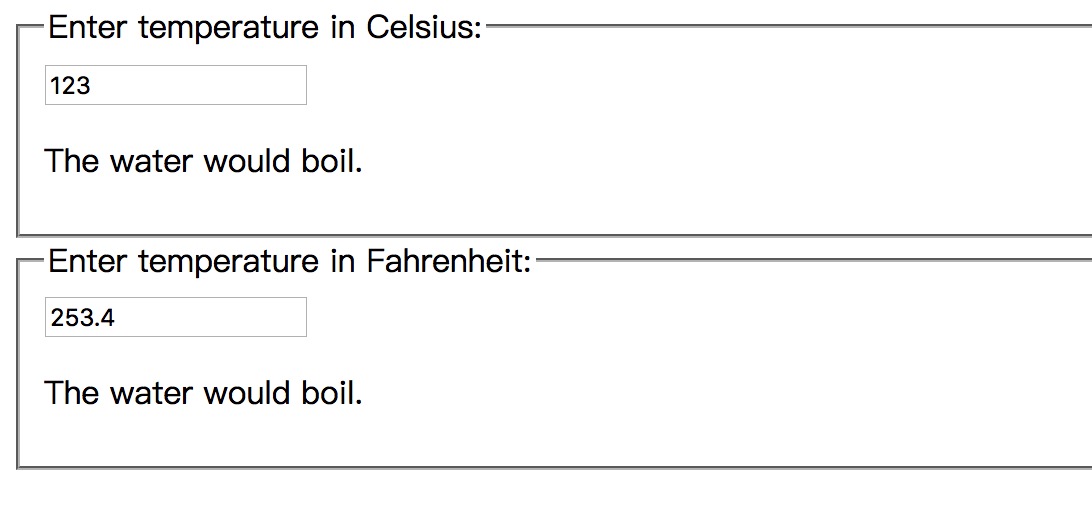 Enter temperature in Celsius:
123
The water would boil.
Enter temperature in Fahrenheit:
253.4
The water would boil.